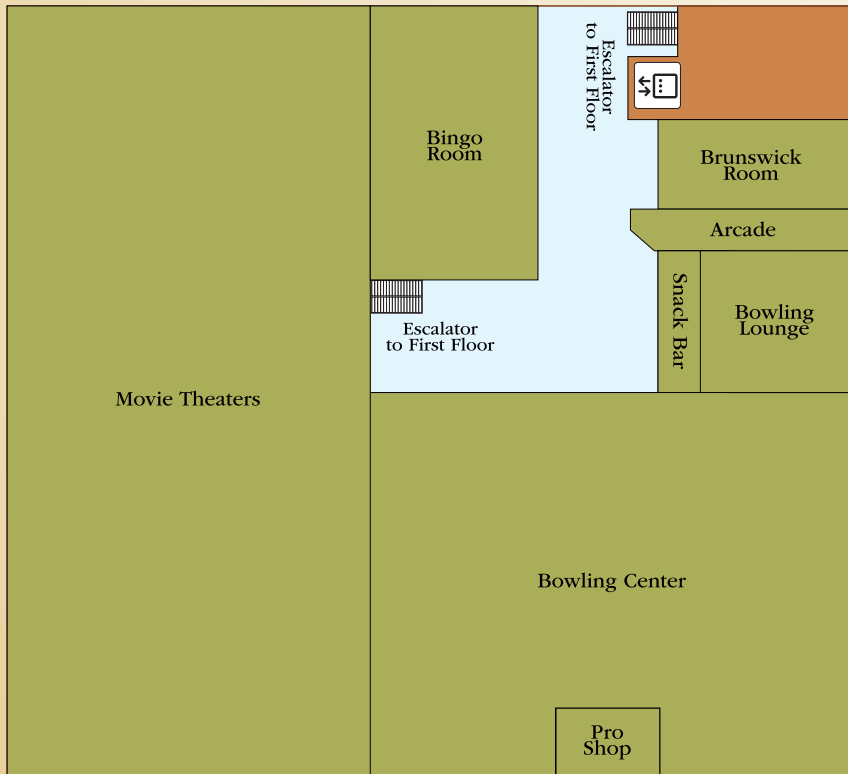 Escalator
to First Floor
Bingo
Room
Brunswick
Room
Arcade
Snack Bar
Bowling
Lounge
Escalator
to First Floor
Movie Theaters
Bowling Center
Pro
Shop